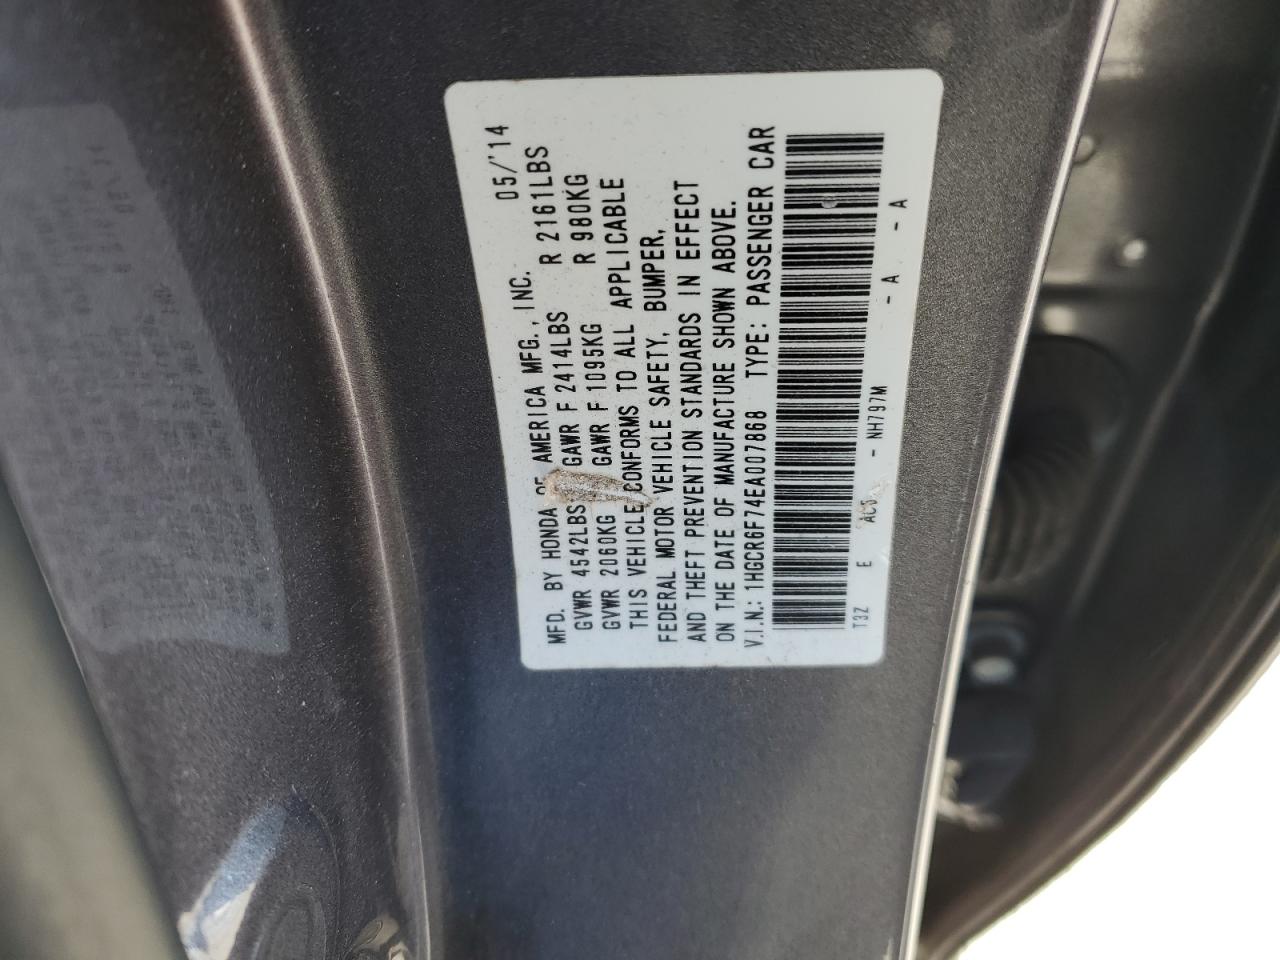 MFD. BY HONDA OF AMERICA MFG., INC. 05/'14
GVWR 4542LBS GAWR F 2414LBS R 2161LBS
GVWR 2060KG GAWR F 1095KG R 980KG
THIS VEHICLE CONFORMS TO ALL APPLICABLE
FEDERAL MOTOR VEHICLE SAFETY, BUMPER,
AND THEFT PREVENTION STANDARDS IN EFFECT
ON THE DATE OF MANUFACTURE SHOWN ABOVE.
V.I.N.: 1HGCR6F74EA007868 TYPE: PASSENGER CAR
T3Z E - NH797M - A - A